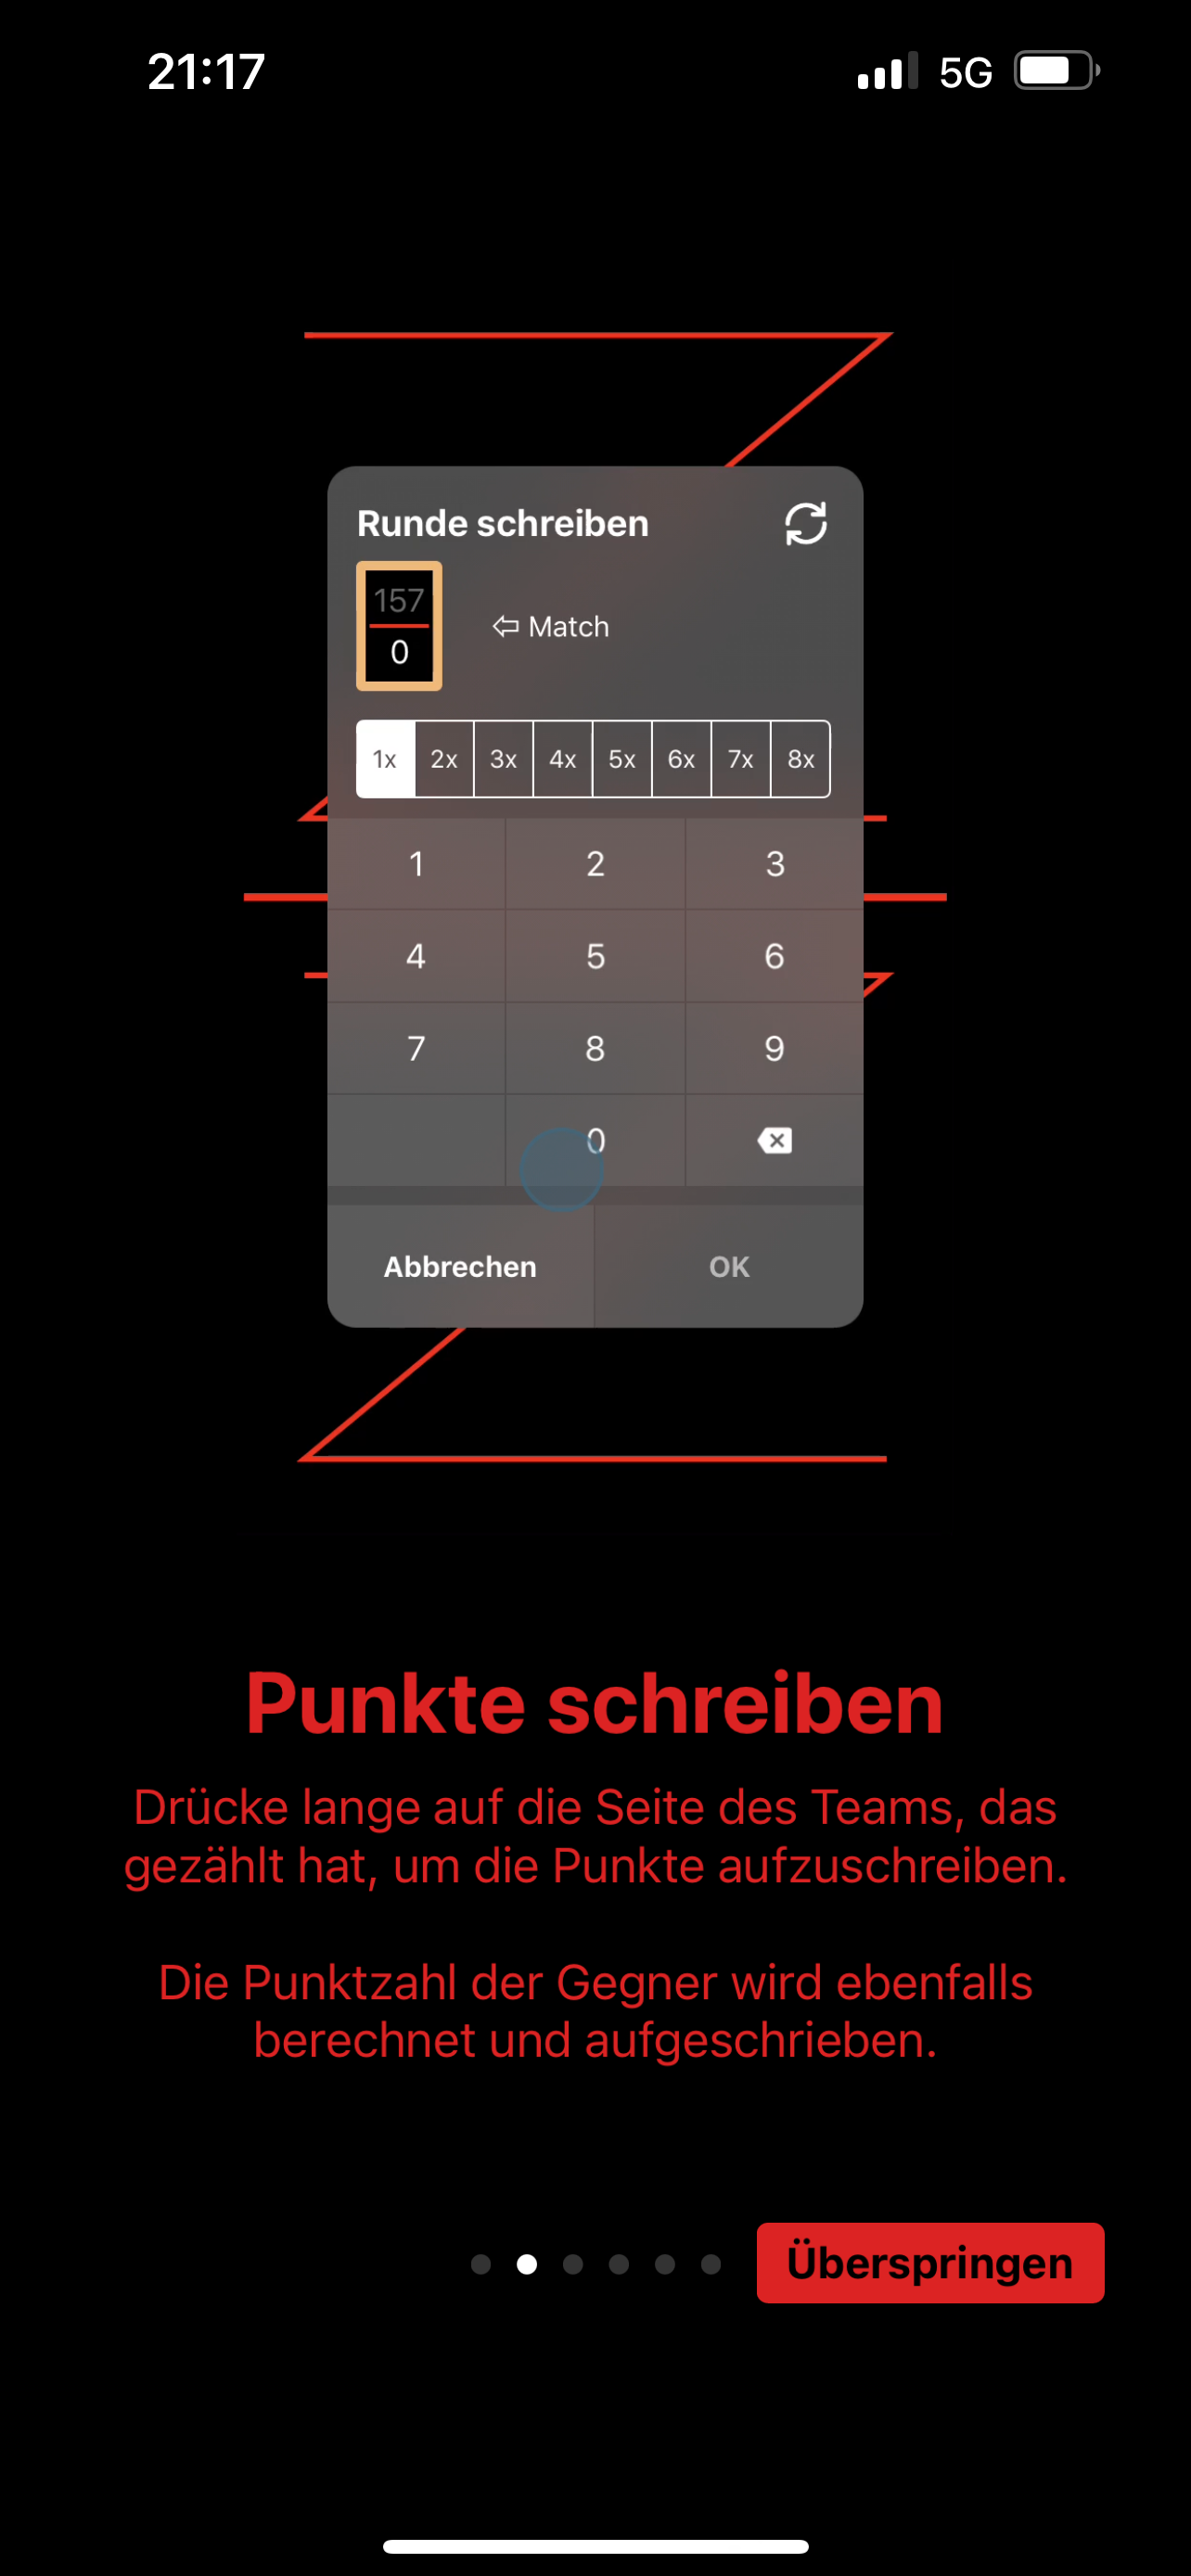 21:17 5G
Runde schreiben
157
0
Match
1x 2x 3x 4x 5x 6x 7x 8x
1 2 3
4 5 6
7 8 9
0
Abbrechen OK
Punkte schreiben
Drücke lange auf die Seite des Teams, das
gezählt hat, um die Punkte aufzuschreiben.
Die Punktzahl der Gegner wird ebenfalls
berechnet und aufgeschrieben.
Überspringen